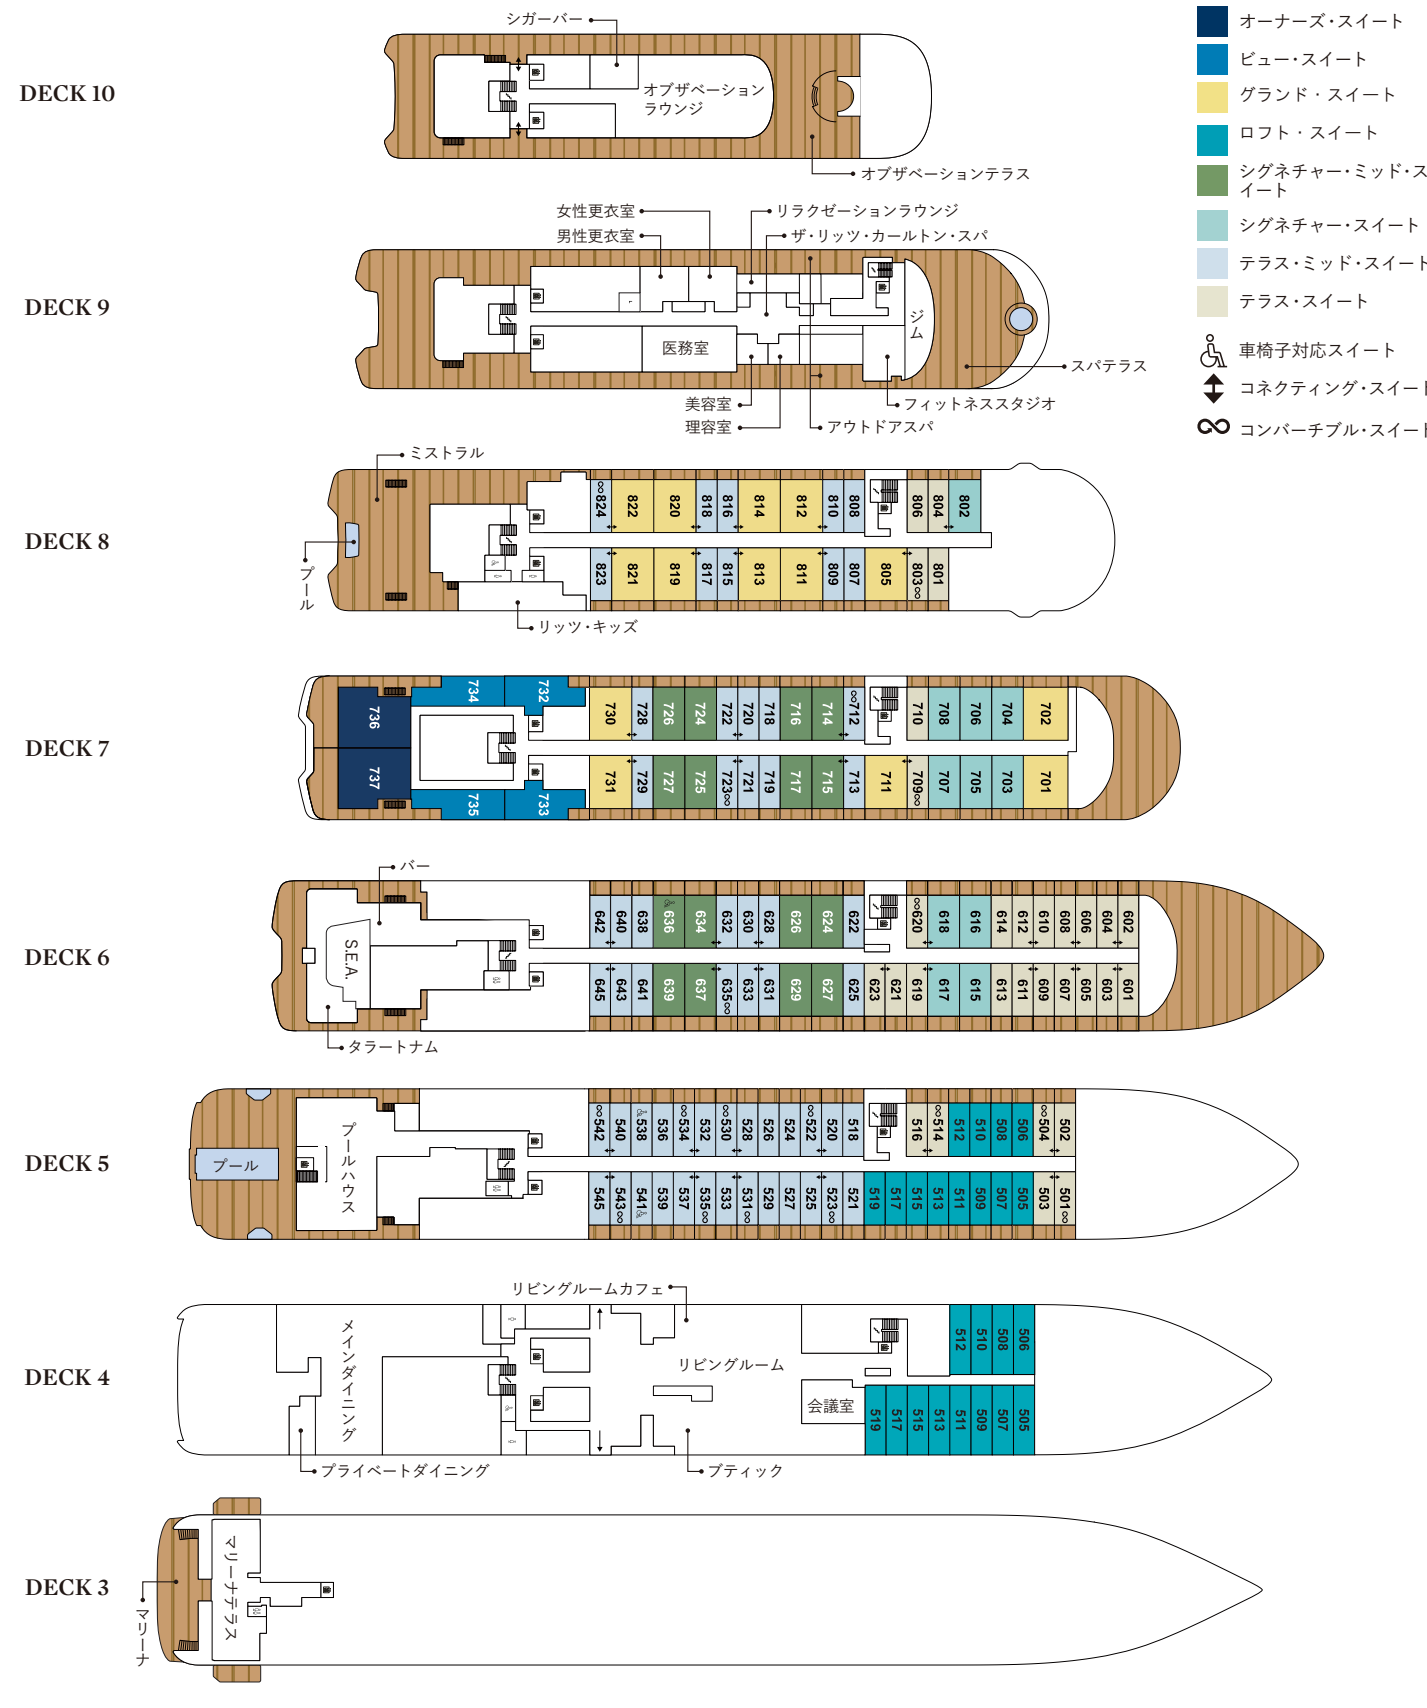 シガーバー
DECK 10
オブザベーション
ラウンジ
オブザベーションテラス
オーナーズ・スイート
ビュー・スイート
グランド・スイート
ロフト・スイート
シグネチャー・ミッド・ス
イート
シグネチャー・スイート
テラス・ミッド・スイート
テラス・スイート
車椅子対応スイート
コネクティング・スイート
コンバーチブル・スイート
女性更衣室
リラクゼーションラウンジ
男性更衣室
ザ・リッツ・カールトン・スパ
DECK 9
医務室
ジム
スパテラス
美容室
フィットネススタジオ
理容室
アウトドアスパ
ミストラル
DECK 8
824 822 820 818 816 814 812 810 808 806 804 802
823 821 819 817 815 813 811 809 807 805 803 801
プール
リッツ・キッズ
DECK 7
736 734 732 730 728 726 724 722 720 718 716 714 712 710 708 706 704 702
737 735 733 731 729 727 725 723 721 719 717 715 713 711 709 707 705 703 701
バー
DECK 6
S.E.A.
642 640 638 636 634 632 630 628 626 624 622 620 618 616 614 612 610 608 606 604 602
645 643 641 639 637 635 633 631 629 627 625 623 621 619 617 615 613 611 609 607 605 603 601
タラートナム
DECK 5
プール
プールハウス
542 540 538 536 534 532 530 528 526 524 522 520 518 516 514 512 510 508 506 504 502
545 543 541 539 537 535 533 531 529 527 525 523 521 519 517 515 513 511 509 507 505 503 501
リビングルームカフェ
DECK 4
メインダイニング
リビングルーム
会議室
512 510 508 506
519 517 515 513 511 509 507 505
プライベートダイニング
ブティック
DECK 3
マリーナテラス
マリーナ